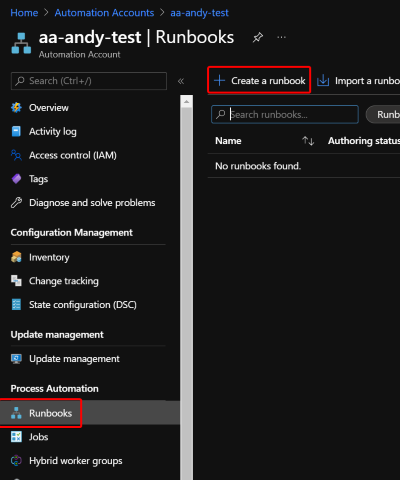 Home > Automation Accounts > aa-andy-test
aa-andy-test | Runbooks
Automation Account
Search (Ctrl+/)
«
Create a runbook
Import a runbo
Search runbooks...
Runb
Name
Authoring status
No runbooks found.
Overview
Activity log
Access control (IAM)
Tags
Diagnose and solve problems
Configuration Management
Inventory
Change tracking
State configuration (DSC)
Update management
Update management
Process Automation
Runbooks
Jobs
Hybrid worker groups